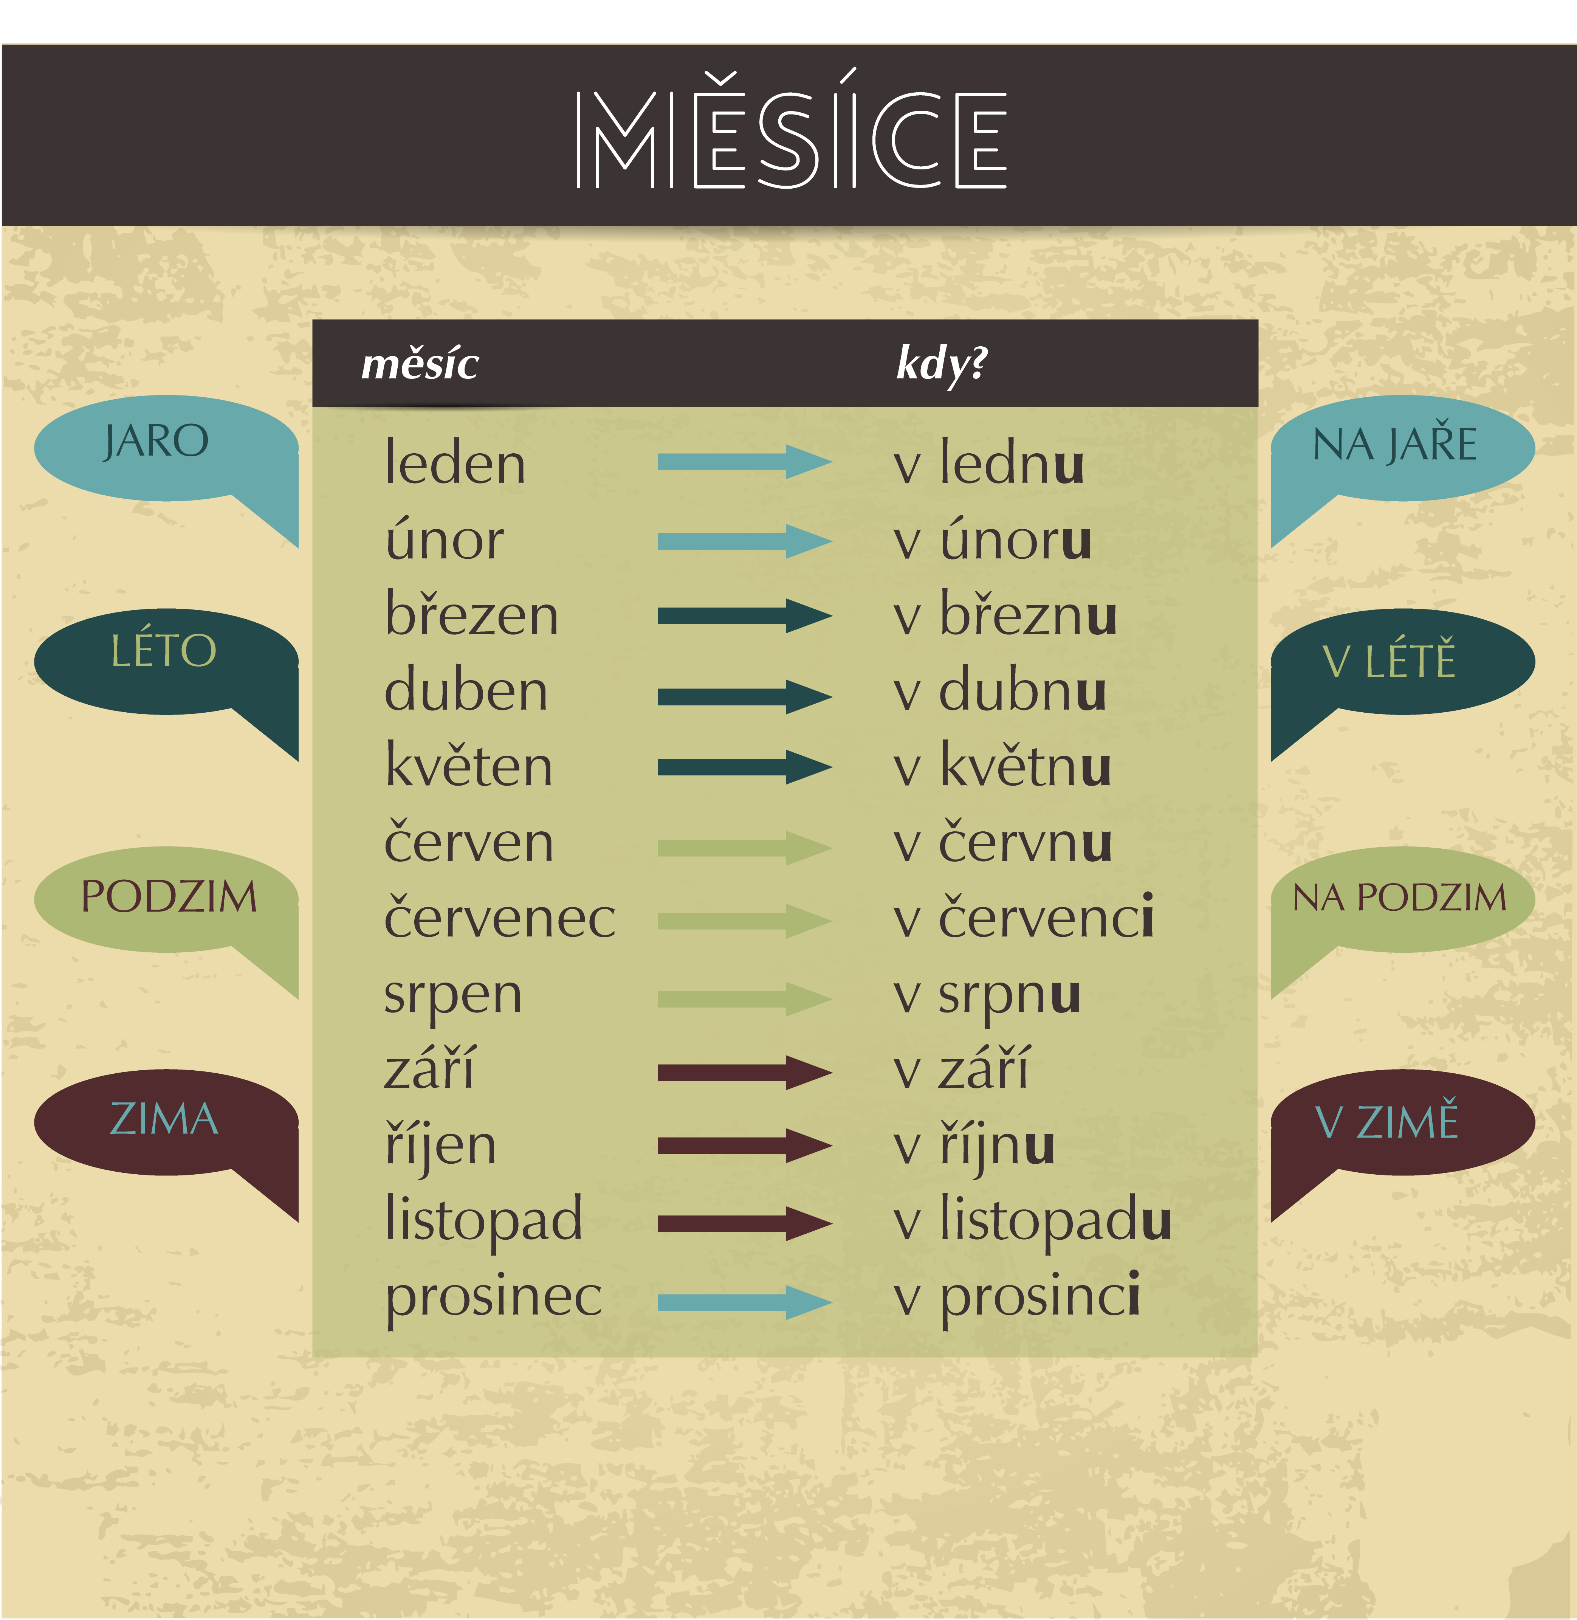 MĚSÍCE
měsíc kdy?
JARO
LÉTO
PODZIM
ZIMA
leden v lednu
únor v únoru
březen v březnu
duben v dubnu
květen v květnu
červen v červnu
červenec v červenci
srpen v srpnu
září v září
říjen v říjnu
listopad v listopadu
prosinec v prosinci
NA JAŘE
V LÉTĚ
NA PODZIM
V ZIMĚ